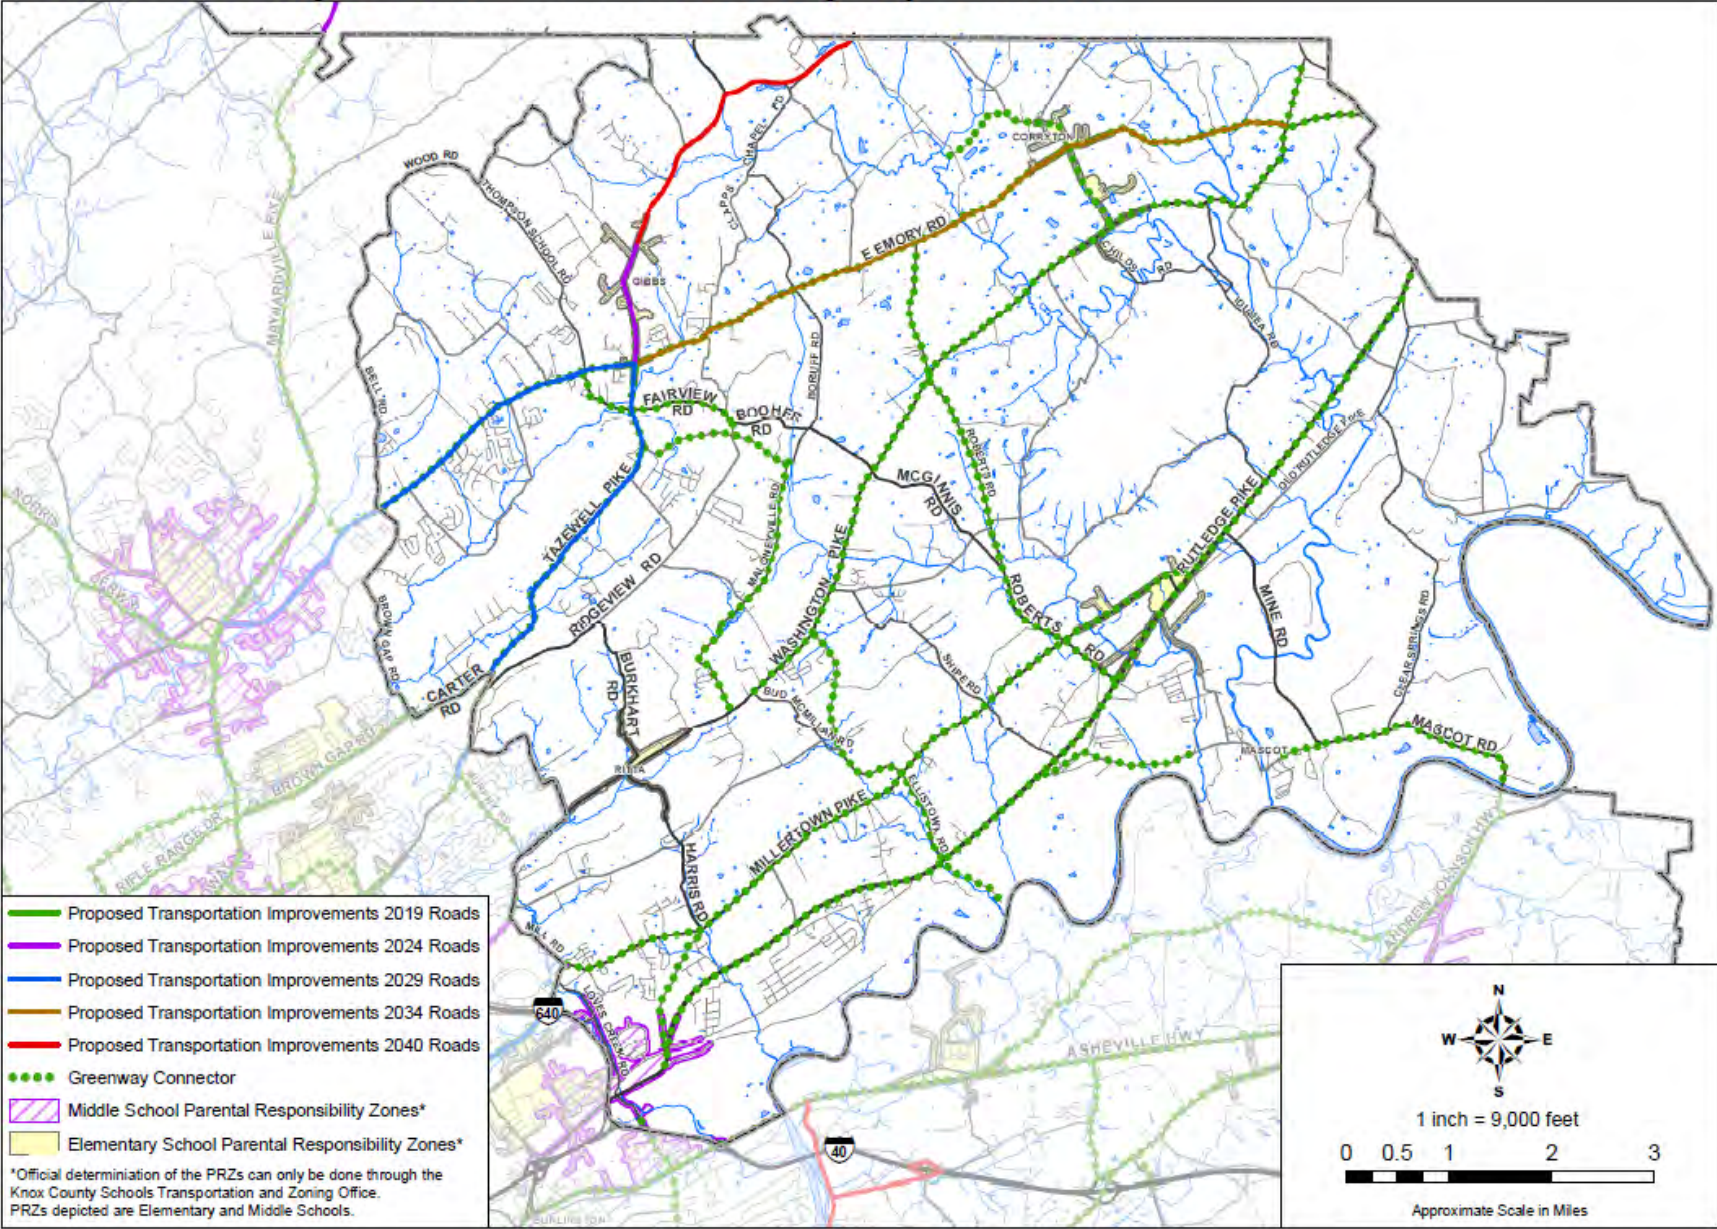 WOOD RD
THOMPSON SCHOOL RD
CLAPPS
CHAPEL RD
CORRYTON
MAYNARDVILLE PIKE
E EMORY RD
CHILDS RD
IDUMEA RD
GIBBS
BELL RD
FAIRVIEW
RD
BOOHER
RD
BORUFF RD
ROBERTS RD
MCGINNIS
RD
OLD RUTLEDGE PIKE
RUTLEDGE PIKE
NORRIS
TAZEWELL PIKE
MALONEYVILLE RD
WASHINGTON PIKE
RIDGEVIEW RD
ROBERTS
RD
MINE RD
CLEAR SPRINGS RD
BROWN GAP RD
CARTER
RD
BURKHART
RD
SHIPE RD
BUD MCMILLAN RD
MASCOT
MASCOT RD
RITTA
BROWN GAP RD
MURPHY RD
RIFLE RANGE DR
MILLERTOWN PIKE
ELLISTOWN RD
HARRIS RD
ANDREW JOHNSON HWY
MILL RD
LOVES CREEK RD
640
ASHEVILLE HWY
40
BURLINGTON
Proposed Transportation Improvements 2019 Roads
Proposed Transportation Improvements 2024 Roads
Proposed Transportation Improvements 2029 Roads
Proposed Transportation Improvements 2034 Roads
Proposed Transportation Improvements 2040 Roads
Greenway Connector
Middle School Parental Responsibility Zones*
Elementary School Parental Responsibility Zones*
*Official determiniation of the PRZs can only be done through the
Knox County Schools Transportation and Zoning Office.
PRZs depicted are Elementary and Middle Schools.
N
W E
S
1 inch = 9,000 feet
0 0.5 1 2 3
Approximate Scale in Miles